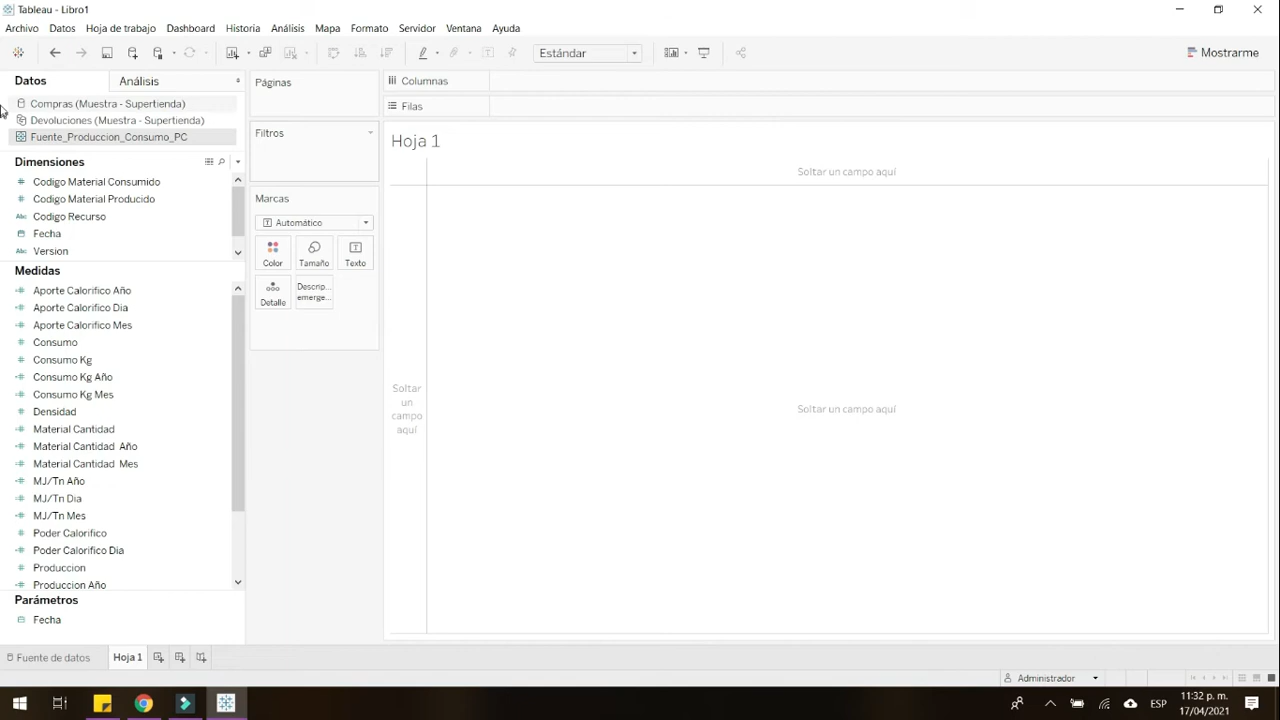 Tableau - Libro1
Archivo Datos Hoja de trabajo Dashboard Historia Análisis Mapa Formato Servidor Ventana Ayuda
Estándar
Mostrarme
Datos
Análisis
Compras (Muestra - Supertienda)
Devoluciones (Muestra - Supertienda)
Fuente_Produccion_Consumo_PC
Dimensiones
Codigo Material Consumido
Codigo Material Producido
Abc Codigo Recurso
Fecha
Abc Version
Medidas
Aporte Calorifico Año
Aporte Calorifico Dia
Aporte Calorifico Mes
Consumo
Consumo Kg
Consumo Kg Año
Consumo Kg Mes
Densidad
Material Cantidad
Material Cantidad Año
Material Cantidad Mes
MJ/Tn Año
MJ/Tn Dia
MJ/Tn Mes
Poder Calorifico
Poder Calorifico Dia
Produccion
Produccion Año
Parámetros
Fecha
Páginas
Filtros
Marcas
Automático
Color
Tamaño
Texto
Detalle
Descrip...
emerge...
Columnas
Filas
Hoja 1
Soltar un campo aquí
Soltar
un
campo
aquí
Soltar un campo aquí
Fuente de datos
Hoja 1
Administrador
ESP
11:32 p. m.
17/04/2021